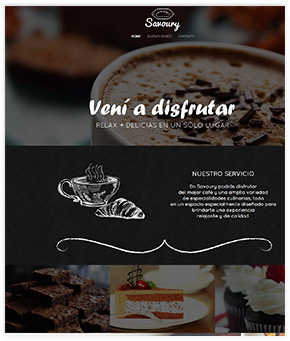 Savoury
HOME QUIENES SOMOS CONTACTO
Vení a disfrutar
RELAX + DELICIAS EN UN SOLO LUGAR
NUESTRO SERVICIO
En Savoury podrás disfrutar
del mejor café y una amplia variedad
de especialidades culinarias, todo
en un espacio especialmente diseñado para
brindarte una experiencia
relajante y de calidad